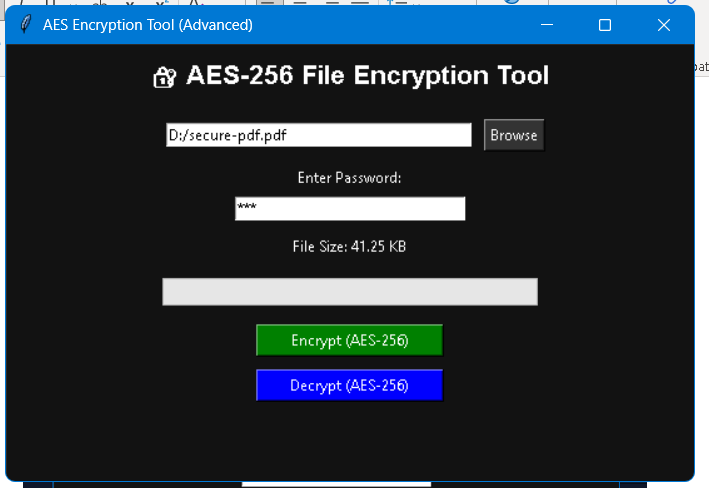 AES Encryption Tool (Advanced)
AES-256 File Encryption Tool
D:/secure-pdf.pdf Browse
Enter Password:
***
File Size: 41.25 KB
Encrypt (AES-256)
Decrypt (AES-256)